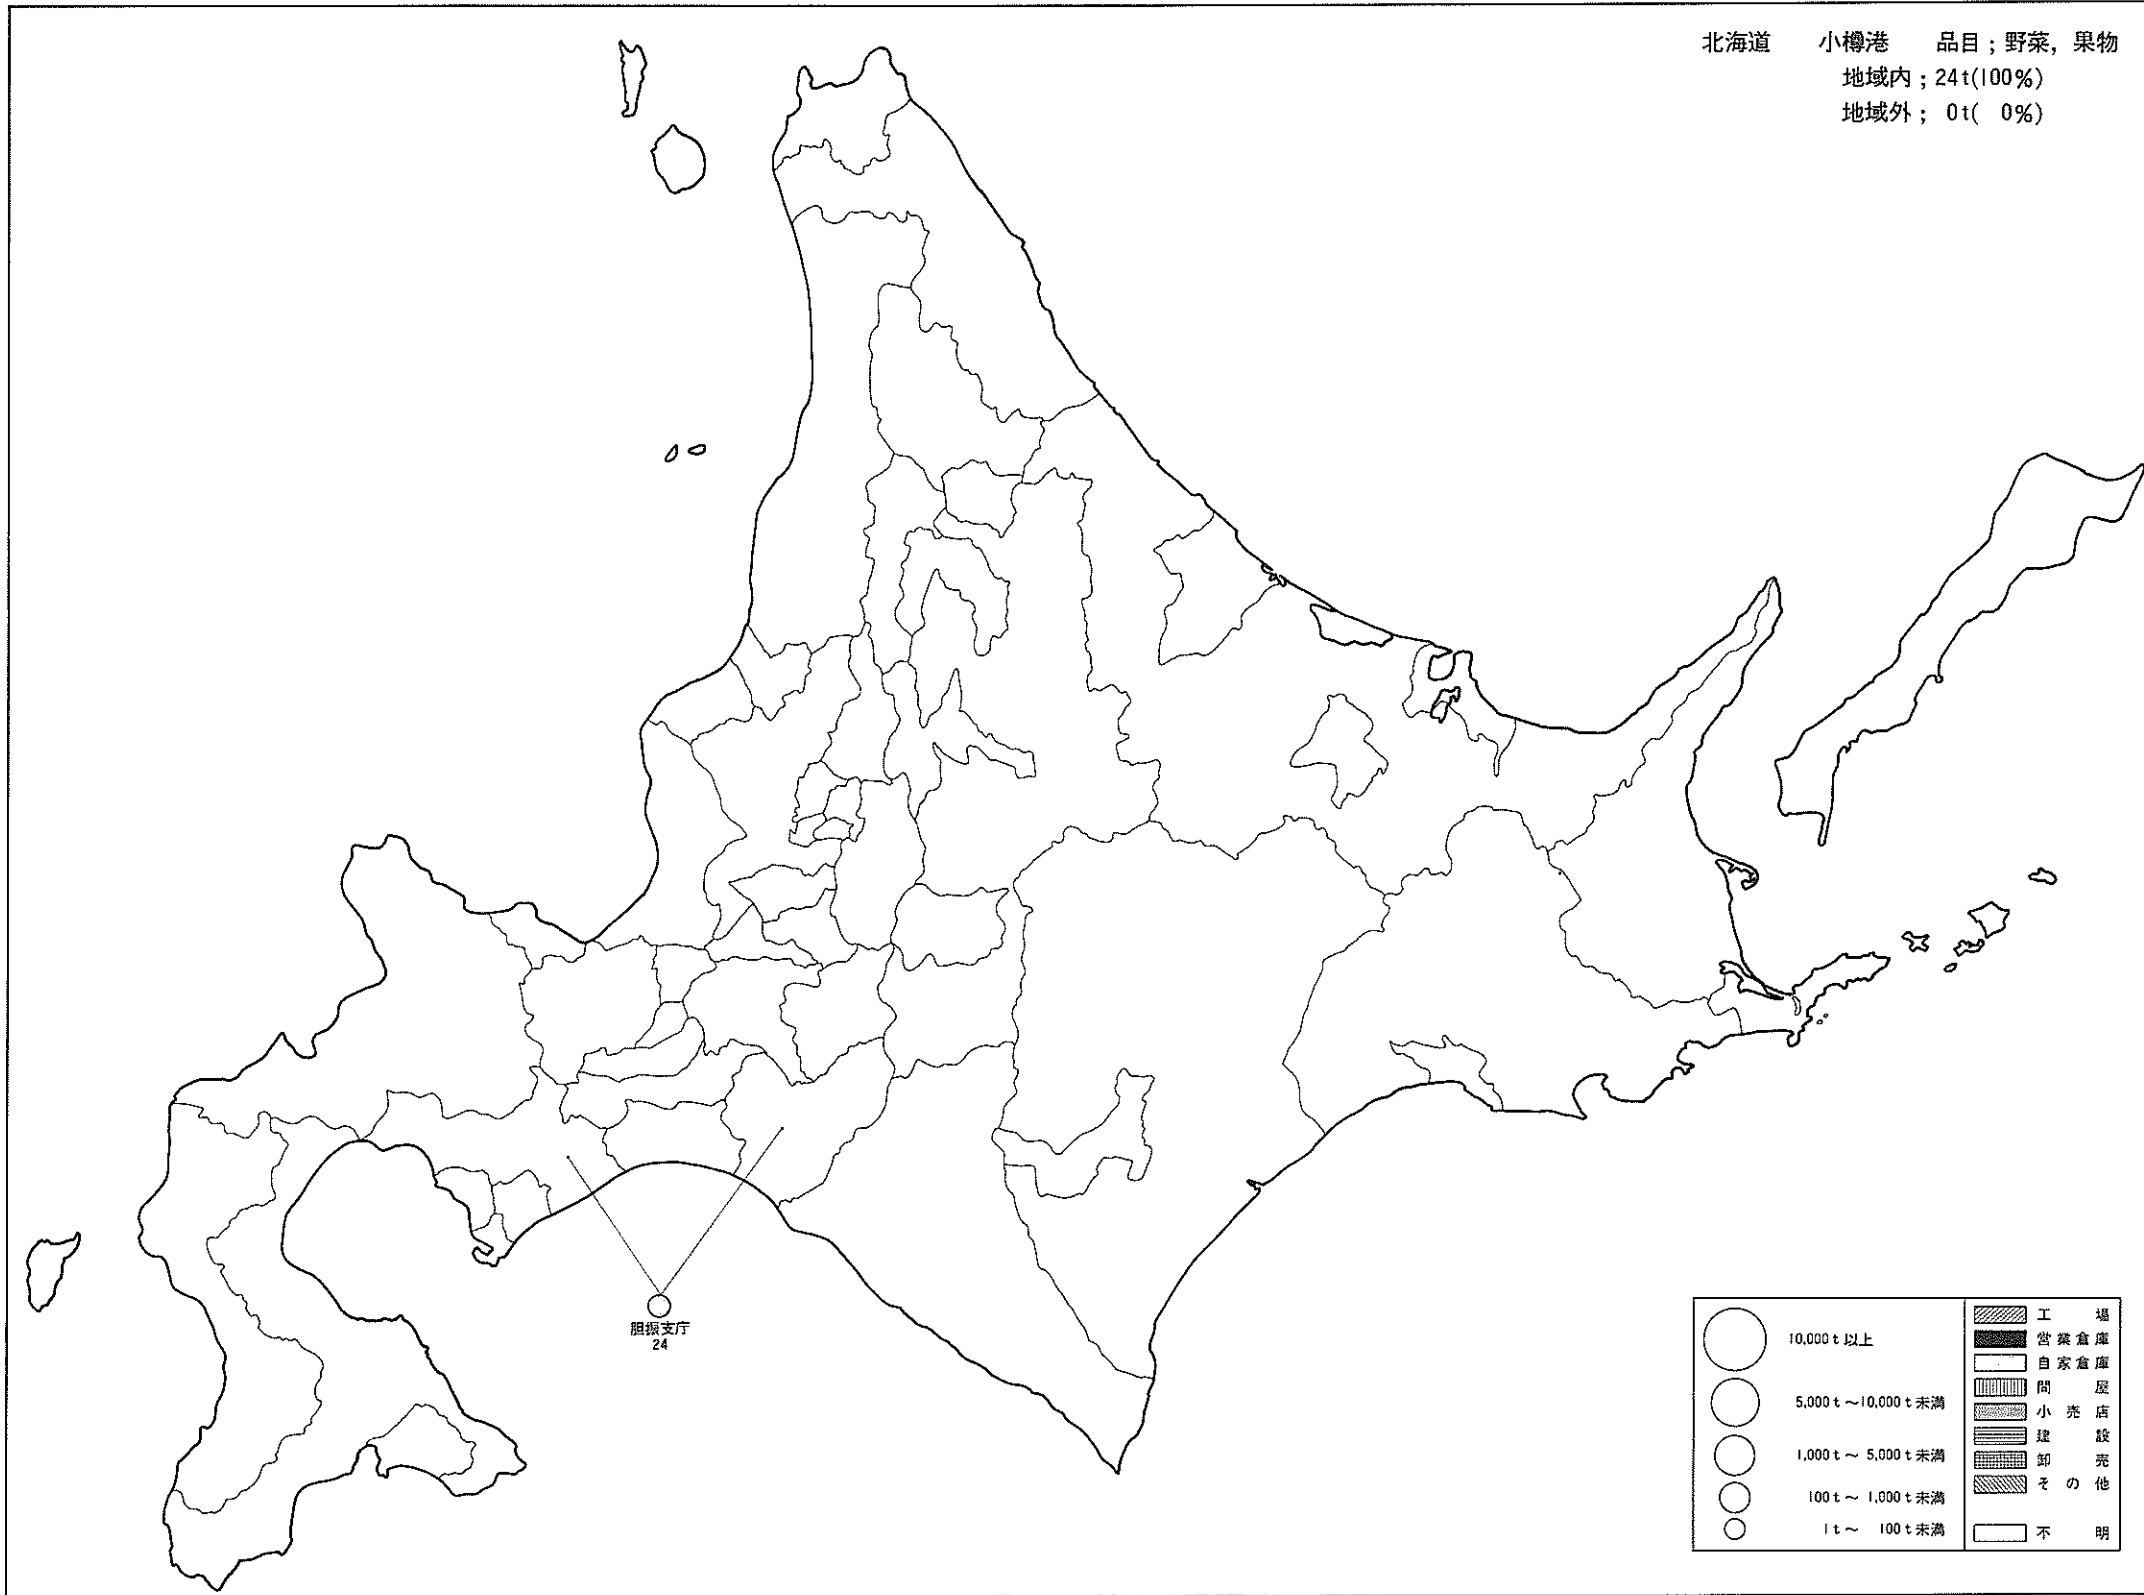 北海道 小樽港 品目;野菜,果物
地域内;24t(100%)
地域外; 0t( 0%)
胆振支庁
24
10,000t以上
5,000t~10,000t未満
1,000t~ 5,000t未満
100t~ 1,000t未満
1t~ 100t未満
工場
営業倉庫
自家倉庫
問屋
小売店
建設
卸売
その他
不明